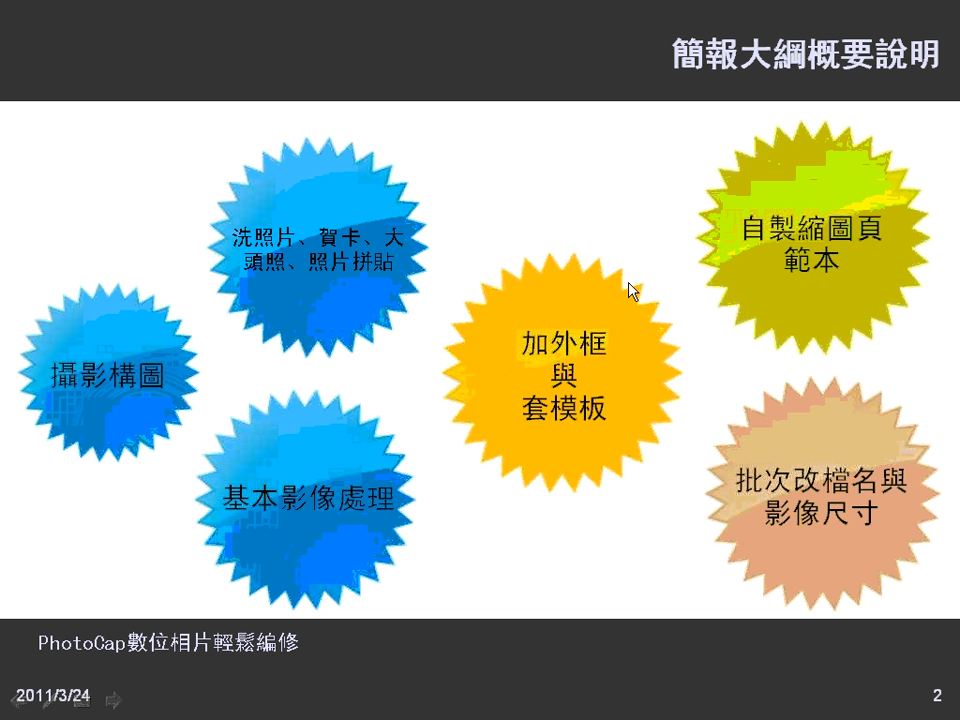 簡報大綱概要說明
洗照片、賀卡、大
頭照、照片拼貼
自製縮圖頁
範本
加外框
與
套模板
攝影構圖
基本影像處理
批次改檔名與
影像尺寸
PhotoCap數位相片輕鬆編修
2011/3/24
2